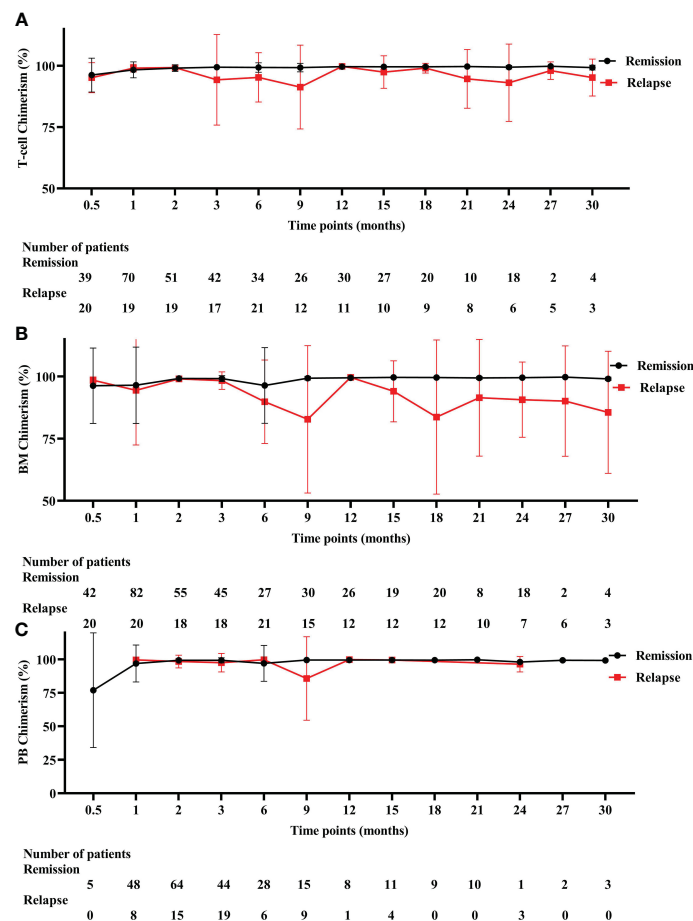 A
T-cell Chimerism (%)
100
75
50
Remission
Relapse
0.5 1 2 3 6 9 12 15 18 21 24 27 30
Time points (months)
Number of patients
Remission
39 70 51 42 34 26 30 27 20 10 18 2 4
Relapse
20 19 19 17 21 12 11 10 9 8 6 5 3
B
BM Chimerism (%)
100
75
50
Remission
Relapse
0.5 1 2 3 6 9 12 15 18 21 24 27 30
Time points (months)
Number of patients
Remission
42 82 55 45 27 30 26 19 20 8 18 2 4
Relapse
20 20 18 18 21 15 12 12 12 10 7 6 3
C
PB Chimerism (%)
100
75
50
25
0
Remission
Relapse
0.5 1 2 3 6 9 12 15 18 21 24 27 30
Time points (months)
Number of patients
Remission
5 48 64 44 28 15 8 11 9 10 1 2 3
Relapse
0 8 15 19 6 9 1 4 0 0 3 0 0